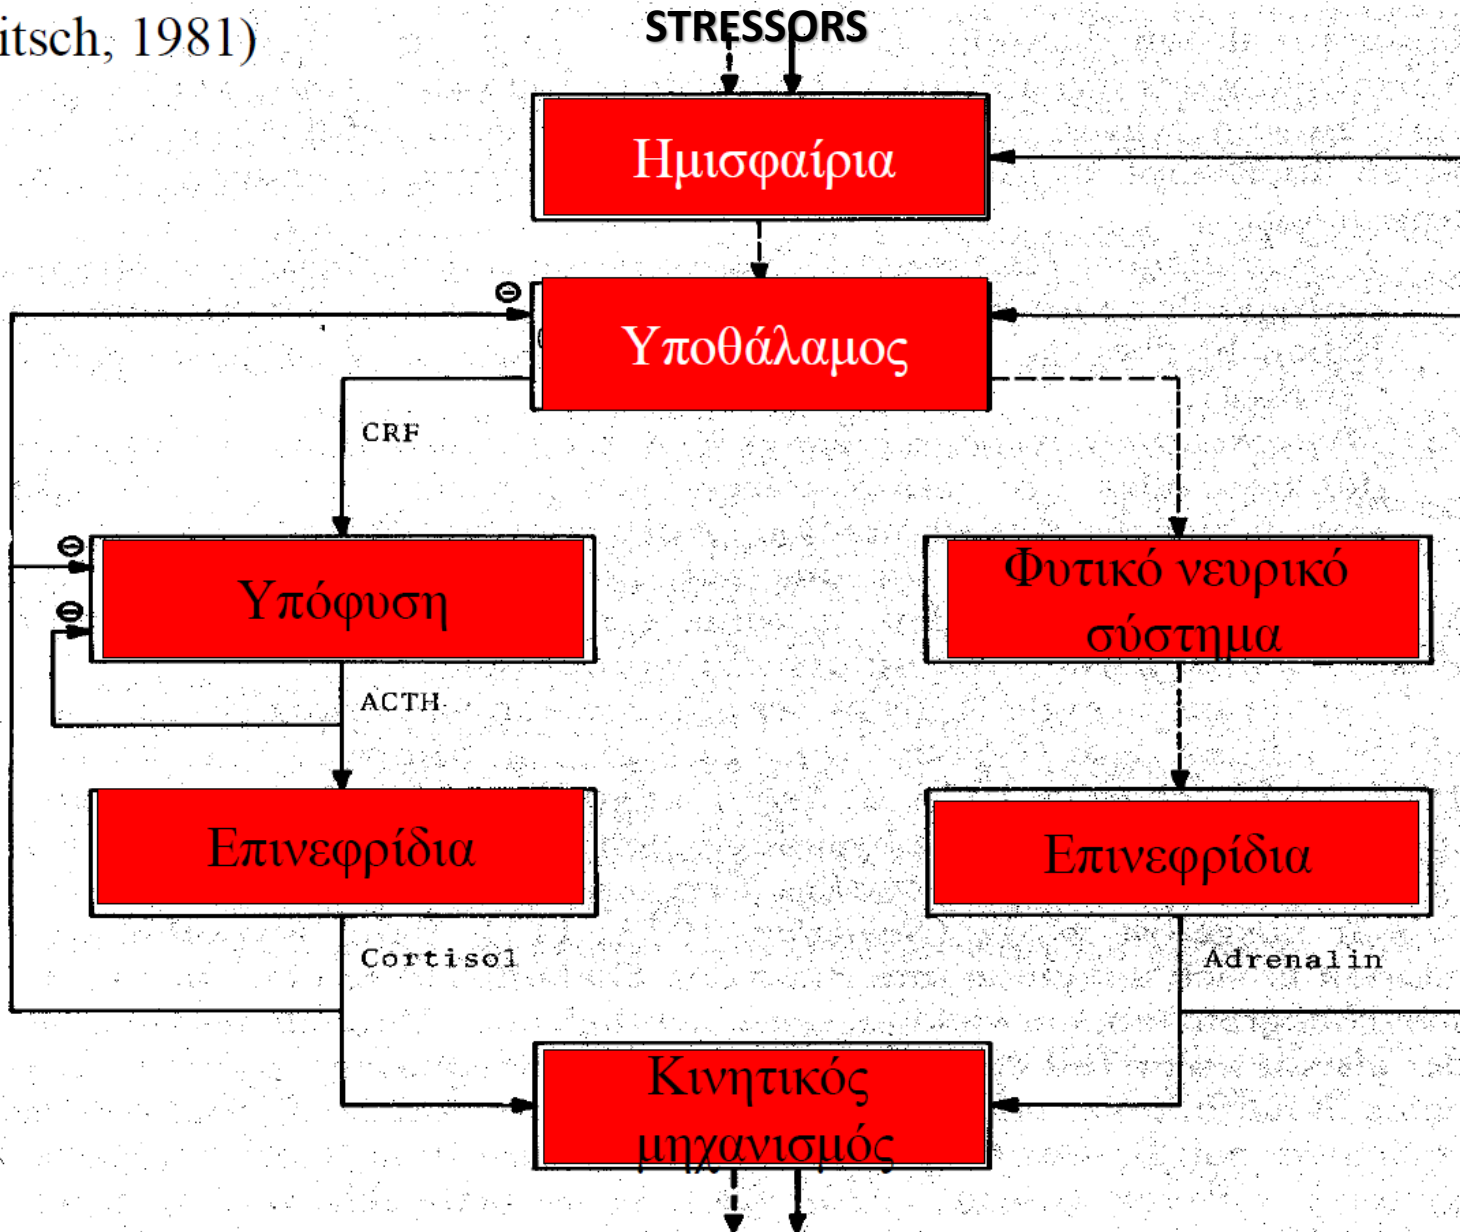 itsch, 1981)
STRESSORS
Ημισφαίρια
Υποθάλαμος
CRF
Υπόφυση
Φυτικό νευρικό
σύστημα
ACTH
Επινεφρίδια
Επινεφρίδια
Cortisol
Adrenalin
Κινητικός
μηχανισμός